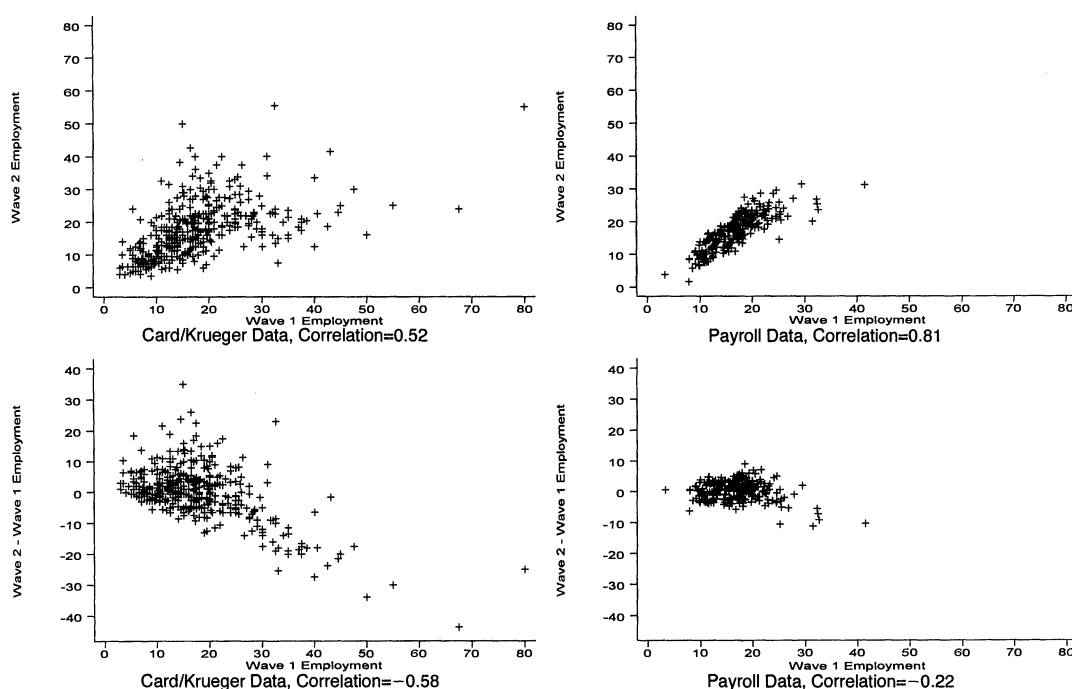 80
70
60
50
40
30
20
10
0
Wave 2 Employment
0 10 20 30 40 50 60 70 80
Wave 1 Employment
Card/Krueger Data, Correlation=0.52
80
70
60
50
40
30
20
10
0
Wave 2 Employment
0 10 20 30 40 50 60 70 80
Wave 1 Employment
Payroll Data, Correlation=0.81
40
30
20
10
0
-10
-20
-30
-40
Wave 2 - Wave 1 Employment
0 10 20 30 40 50 60 70 80
Wave 1 Employment
Card/Krueger Data, Correlation=−0.58
40
30
20
10
0
-10
-20
-30
-40
Wave 2 - Wave 1 Employment
0 10 20 30 40 50 60 70 80
Wave 1 Employment
Payroll Data, Correlation=−0.22